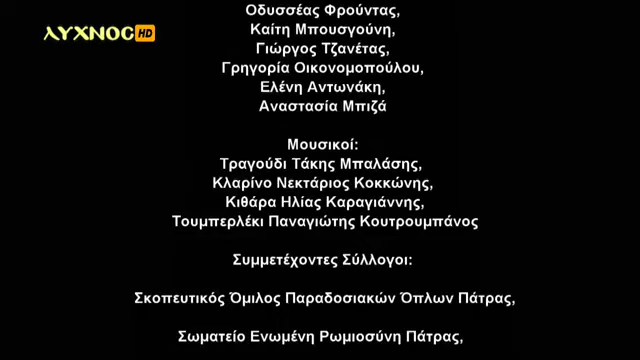 ΛΥΧΝΟΣ HD
Οδυσσέας Φρούντας,
Καίτη Μπουσγούνη,
Γιώργος Τζανέτας,
Γρηγορία Οικονομοπούλου,
Ελένη Αντωνάκη,
Αναστασία Μπιζά
Μουσικοί:
Τραγούδι Τάκης Μπαλάσης,
Κλαρίνο Νεκτάριος Κοκκώνης,
Κιθάρα Ηλίας Καραγιάννης,
Τουμπερλέκι Παναγιώτης Κουτρουμπάνος
Συμμετέχοντες Σύλλογοι:
Σκοπευτικός Όμιλος Παραδοσιακών Όπλων Πάτρας,
Σωματείο Ενωμένη Ρωμιοσύνη Πάτρας,